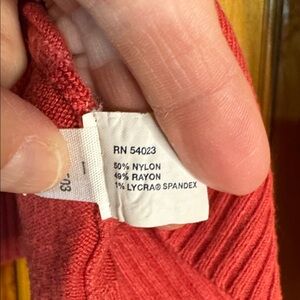 RN 54023
50% NYLON
49% RAYON
1% LYCRA® SPANDEX